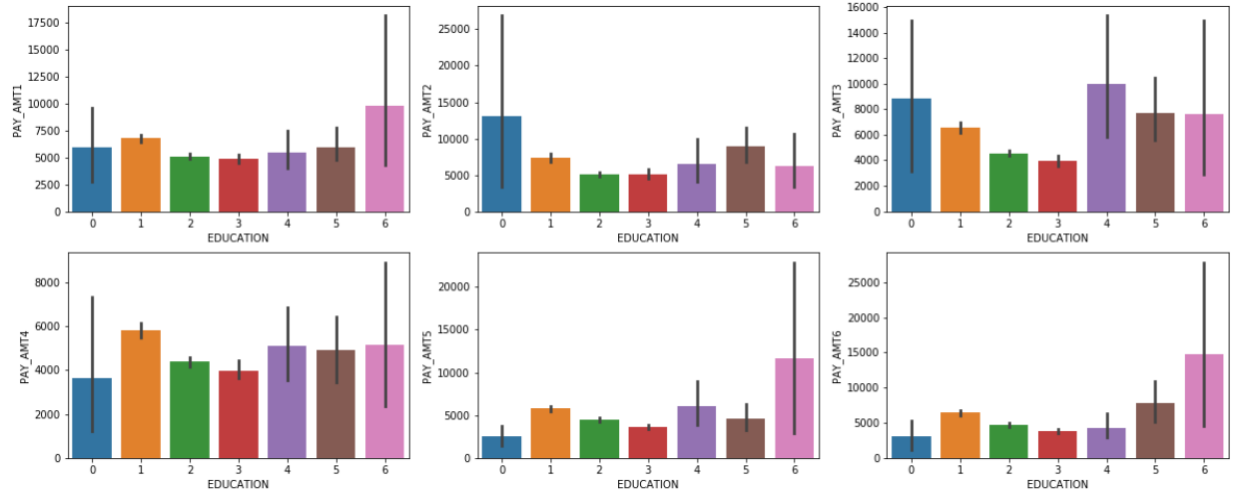 PAY_AMT1
17500
15000
12500
10000
7500
5000
2500
0
0 1 2 3 4 5 6
EDUCATION
PAY_AMT2
25000
20000
15000
10000
5000
0
0 1 2 3 4 5 6
EDUCATION
PAY_AMT3
16000
14000
12000
10000
8000
6000
4000
2000
0
0 1 2 3 4 5 6
EDUCATION
PAY_AMT4
8000
6000
4000
2000
0
0 1 2 3 4 5 6
EDUCATION
PAY_AMT5
20000
15000
10000
5000
0
0 1 2 3 4 5 6
EDUCATION
PAY_AMT6
25000
20000
15000
10000
5000
0
0 1 2 3 4 5 6
EDUCATION